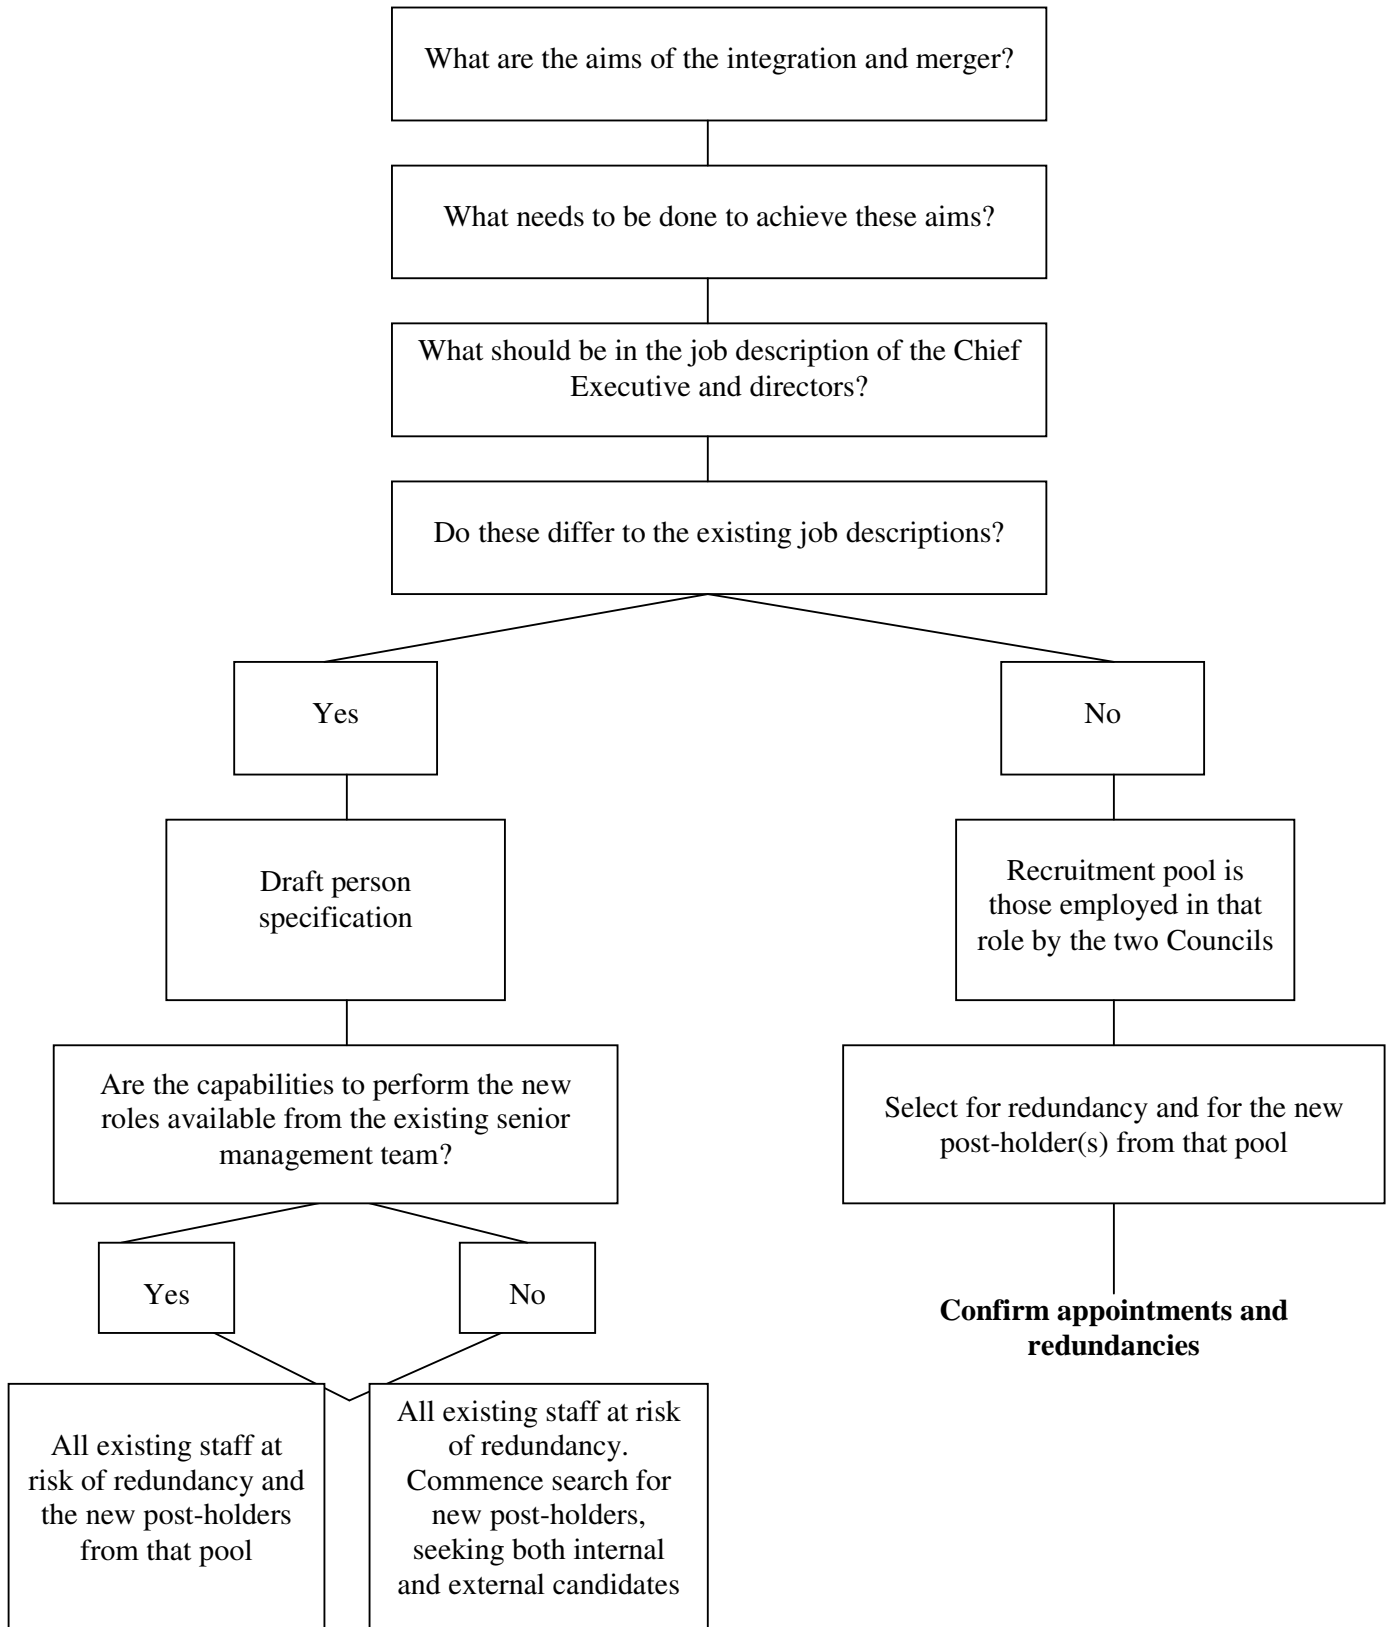 What are the aims of the integration and merger?
What needs to be done to achieve these aims?
What should be in the job description of the Chief
Executive and directors?
Do these differ to the existing job descriptions?
Yes
No
Draft person
specification
Recruitment pool is
those employed in that
role by the two Councils
Are the capabilities to perform the new
roles available from the existing senior
management team?
Select for redundancy and for the new
post-holder(s) from that pool
Yes
No
Confirm appointments and
redundancies
All existing staff at
risk of redundancy and
the new post-holders
from that pool
All existing staff at risk
of redundancy.
Commence search for
new post-holders,
seeking both internal
and external candidates